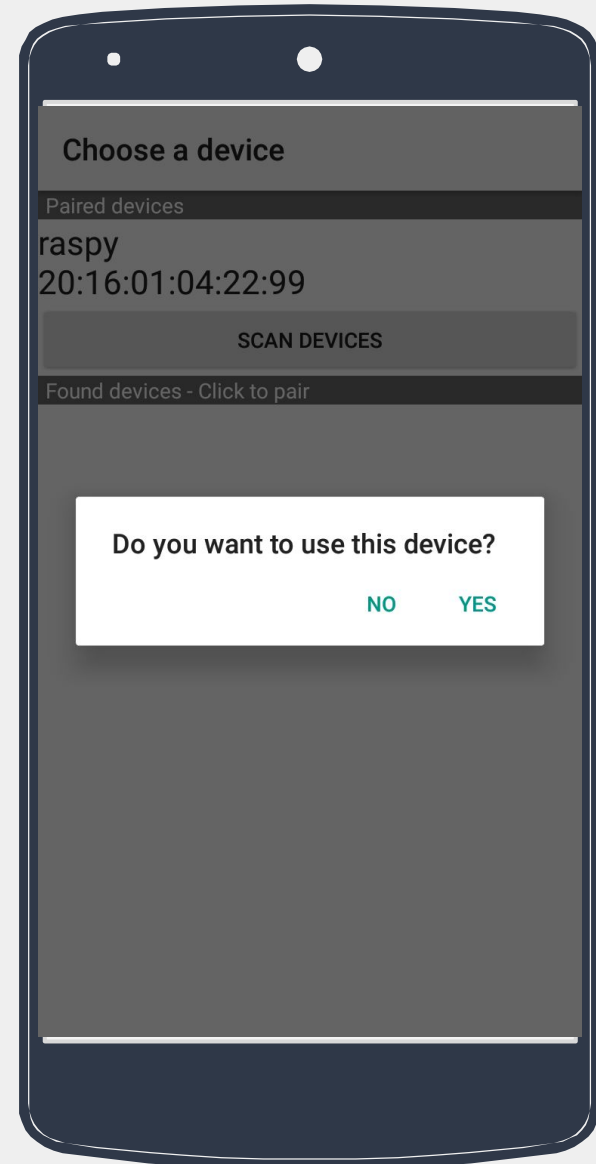 Choose a device
Paired devices
raspy
20:16:01:04:22:99
SCAN DEVICES
Found devices - Click to pair
Do you want to use this device?
NO YES